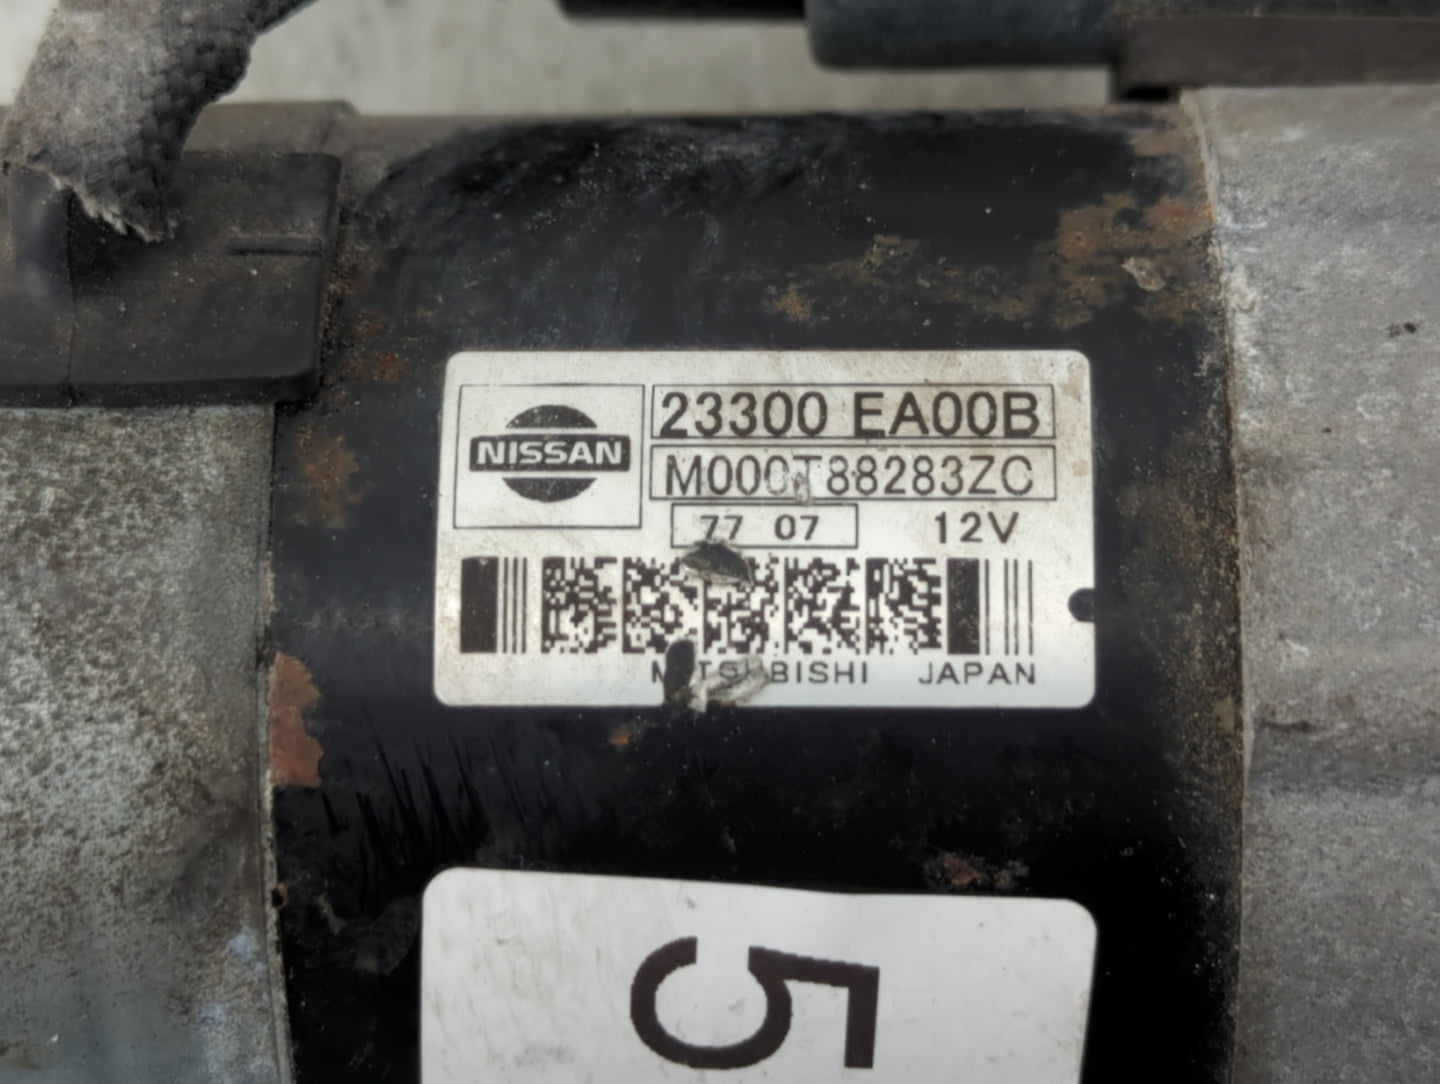 NISSAN
23300 EA00B
M000T88283ZC
77 07
12V
MITSUBISHI JAPAN
5